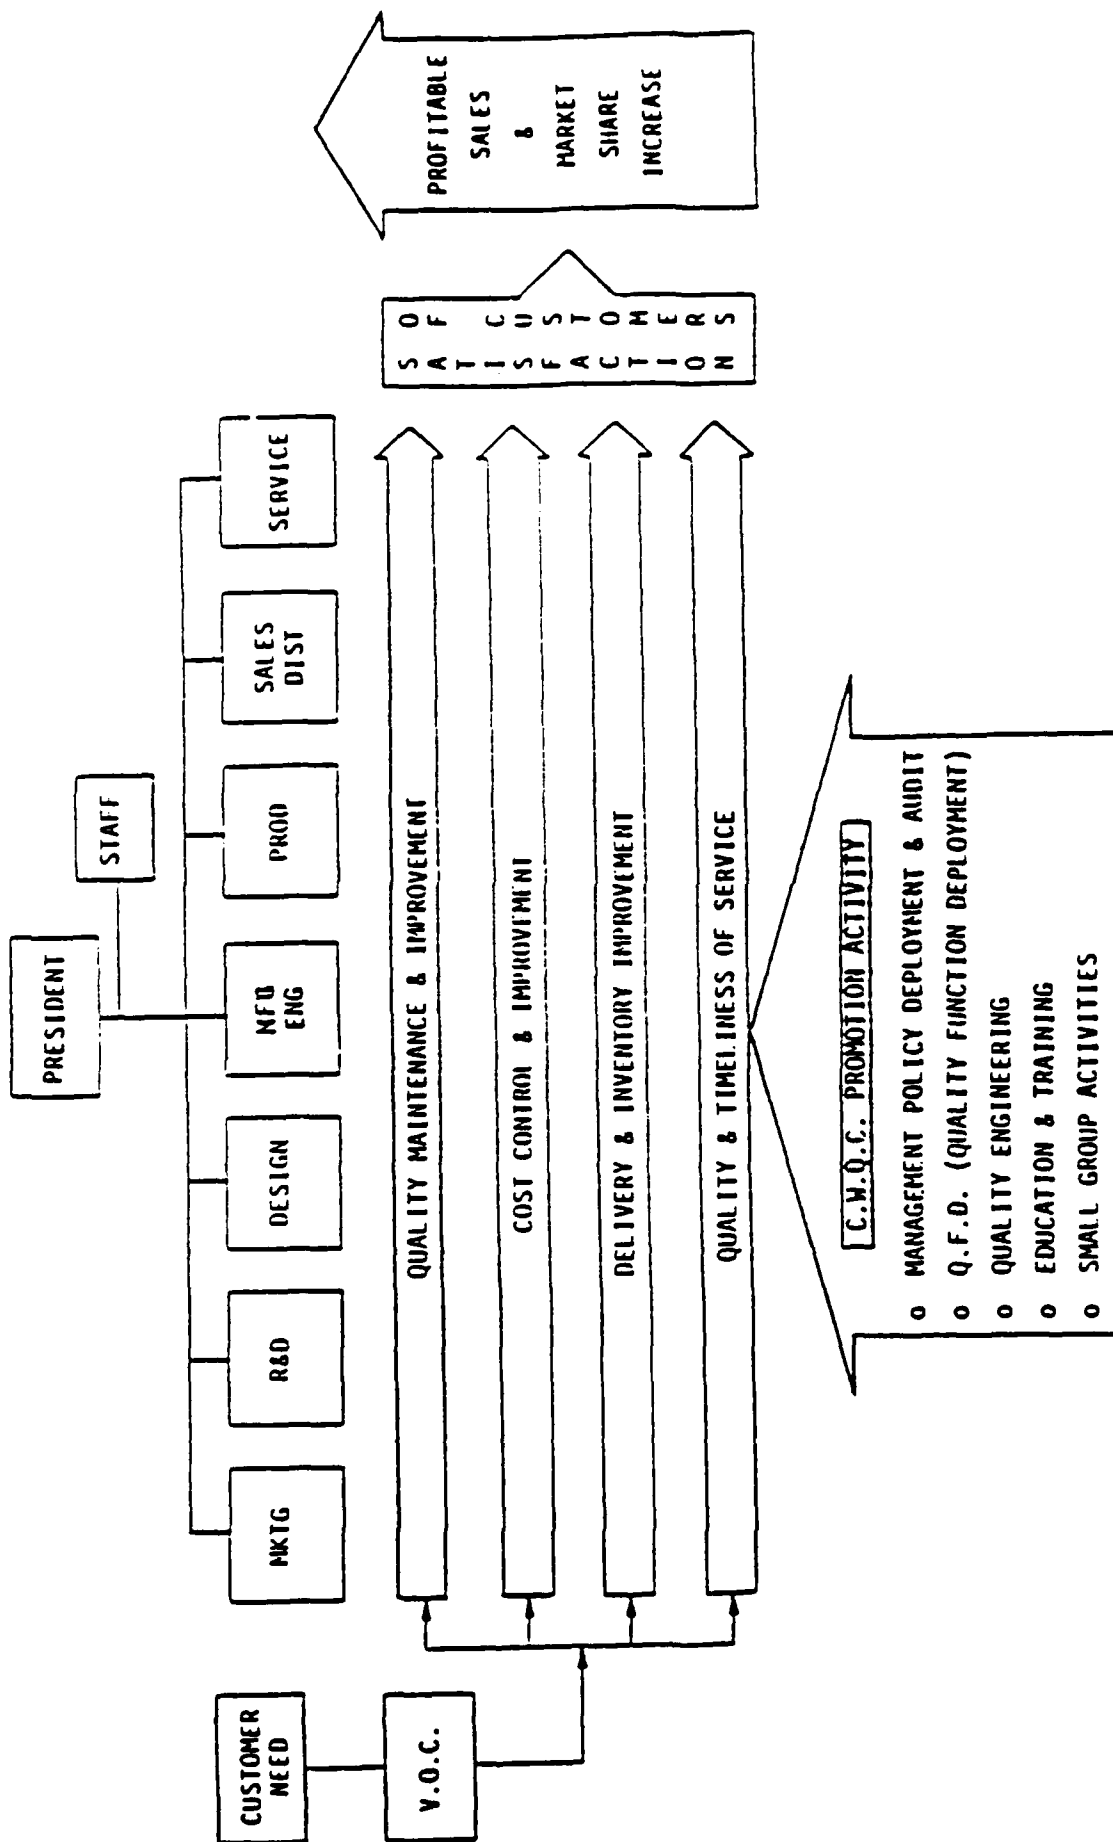 PRESIDENT
STAFF
MKTG
R&D
DESIGN
MFG
ENG
PROD
SALES
DIST
SERVICE
CUSTOMER
NEED
V.O.C.
QUALITY MAINTENANCE & IMPROVEMENT
COST CONTROL & IMPROVEMENT
DELIVERY & INVENTORY IMPROVEMENT
QUALITY & TIMELINESS OF SERVICE
SATISFACTION
OF CUSTOMERS
PROFITABLE
SALES
&
MARKET
SHARE
INCREASE
C.W.Q.C. PROMOTION ACTIVITY
o MANAGEMENT POLICY DEPLOYMENT & AUDIT
o Q.F.D. (QUALITY FUNCTION DEPLOYMENT)
o QUALITY ENGINEERING
o EDUCATION & TRAINING
o SMALL GROUP ACTIVITIES